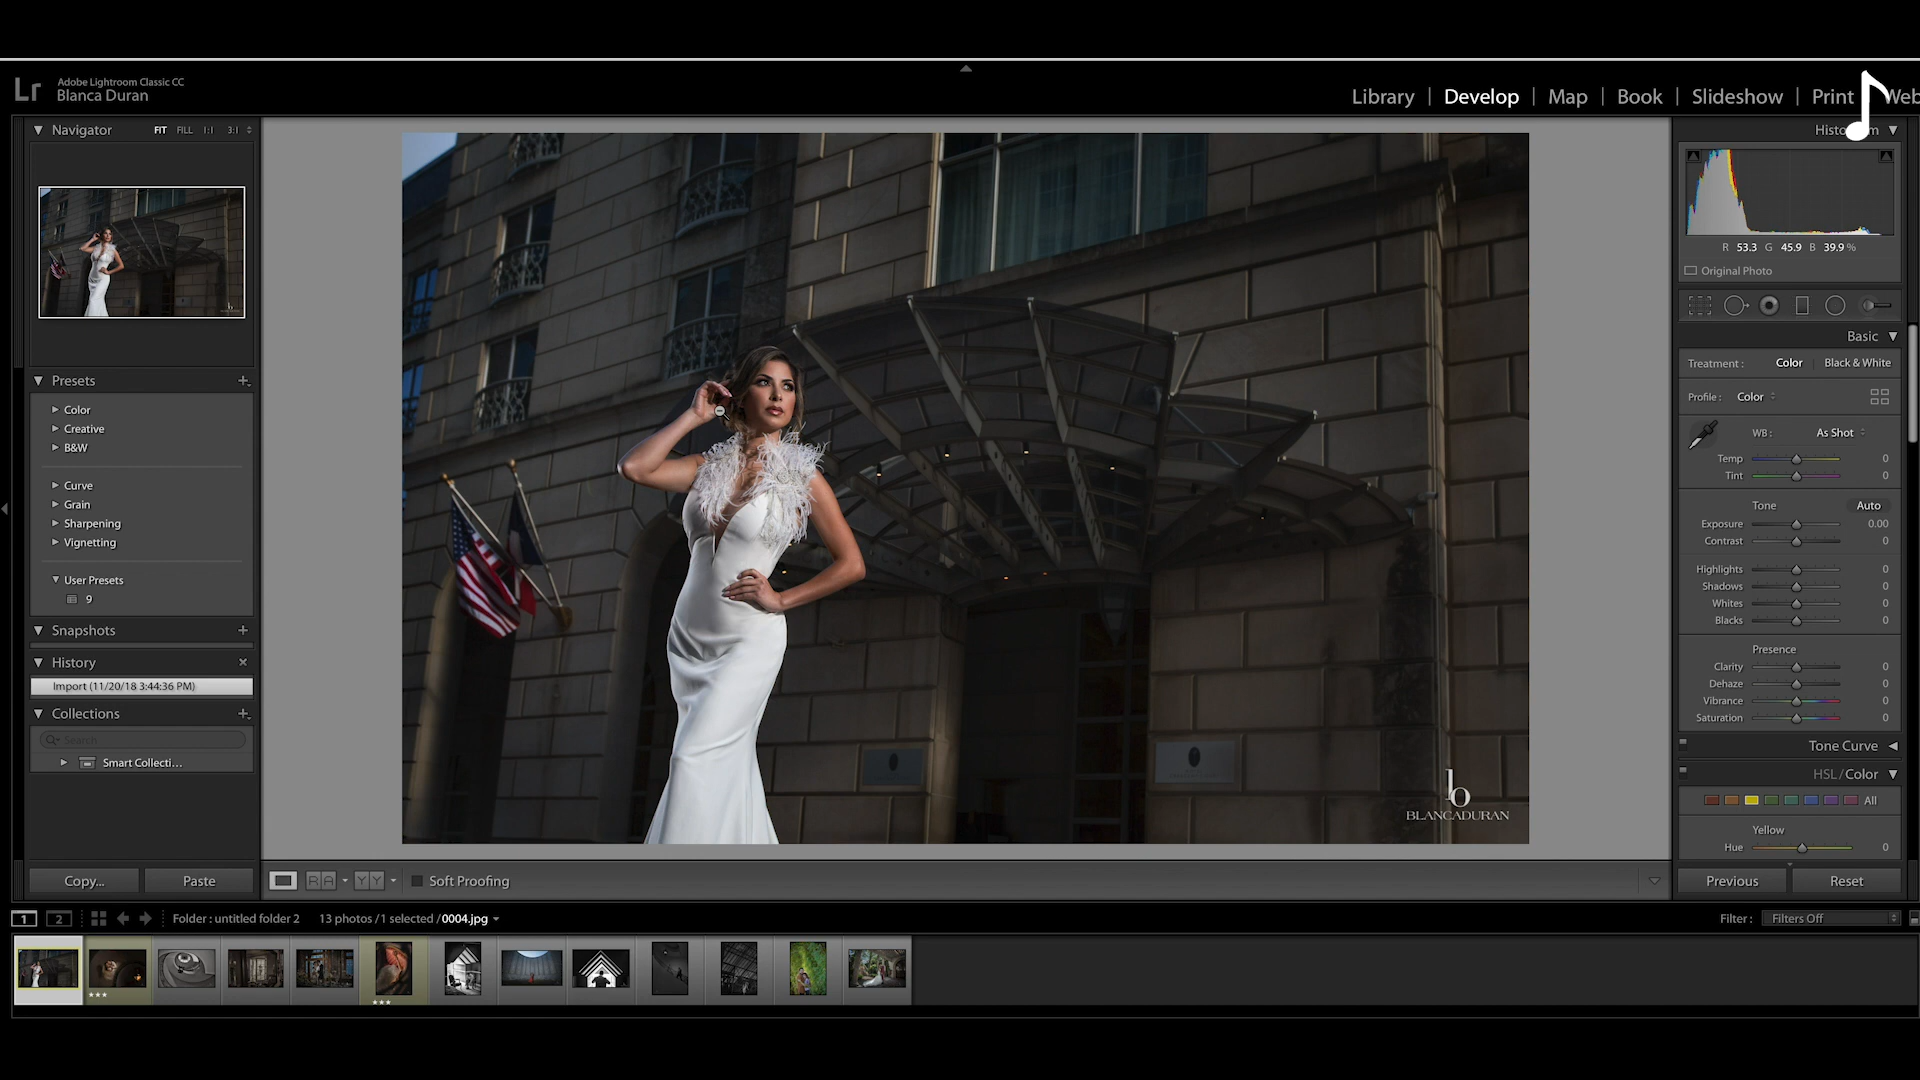 Lr
Adobe Lightroom Classic CC
Blanca Duran
Library | Develop | Map | Book | Slideshow | Print
Navigator FIT FILL 1:1 3:1
Presets
Color
Creative
B&W
Curve
Grain
Sharpening
Vignetting
User Presets
9
Snapshots
History
Import (11/20/18 3:44:36 PM)
Collections
Search
Smart Collecti...
Copy... Paste
b
BLANCADURAN
R A Y Y Soft Proofing
R 53.3 G 45.9 B 39.9 %
Original Photo
Basic
Treatment : Color Black & White
Profile : Color
WB : As Shot
Temp 0
Tint 0
Tone Auto
Exposure 0.00
Contrast 0
Highlights 0
Shadows 0
Whites 0
Blacks 0
Presence
Clarity 0
Dehaze 0
Vibrance 0
Saturation 0
Tone Curve
HSL / Color
All
Yellow
Hue 0
Previous Reset
1 2 Folder : untitled folder 2 13 photos / 1 selected / 0004.jpg
Filter : Filters Off